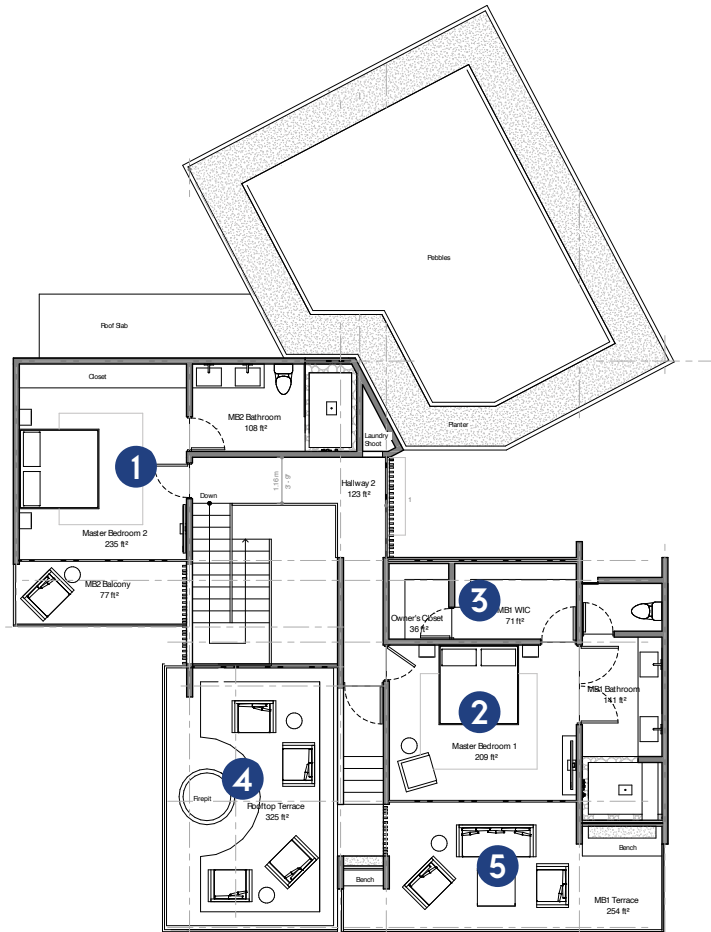 Pebbles
Roof Slab
Closet
Planter
MB2 Bathroom
108 ft²
Laundry
Shoot
1
1
Hallway 2
123 ft²
1.16 m
3' - 9"
Down
Master Bedroom 2
235 ft²
MB2 Balcony
77 ft²
3
MB1 WIC
71 ft²
Owner's Closet
36 ft²
MB1 Bathroom
141 ft²
2
Master Bedroom 1
209 ft²
4
Firepit
Rooftop Terrace
325 ft²
Bench
5
Bench
MB1 Terrace
254 ft²